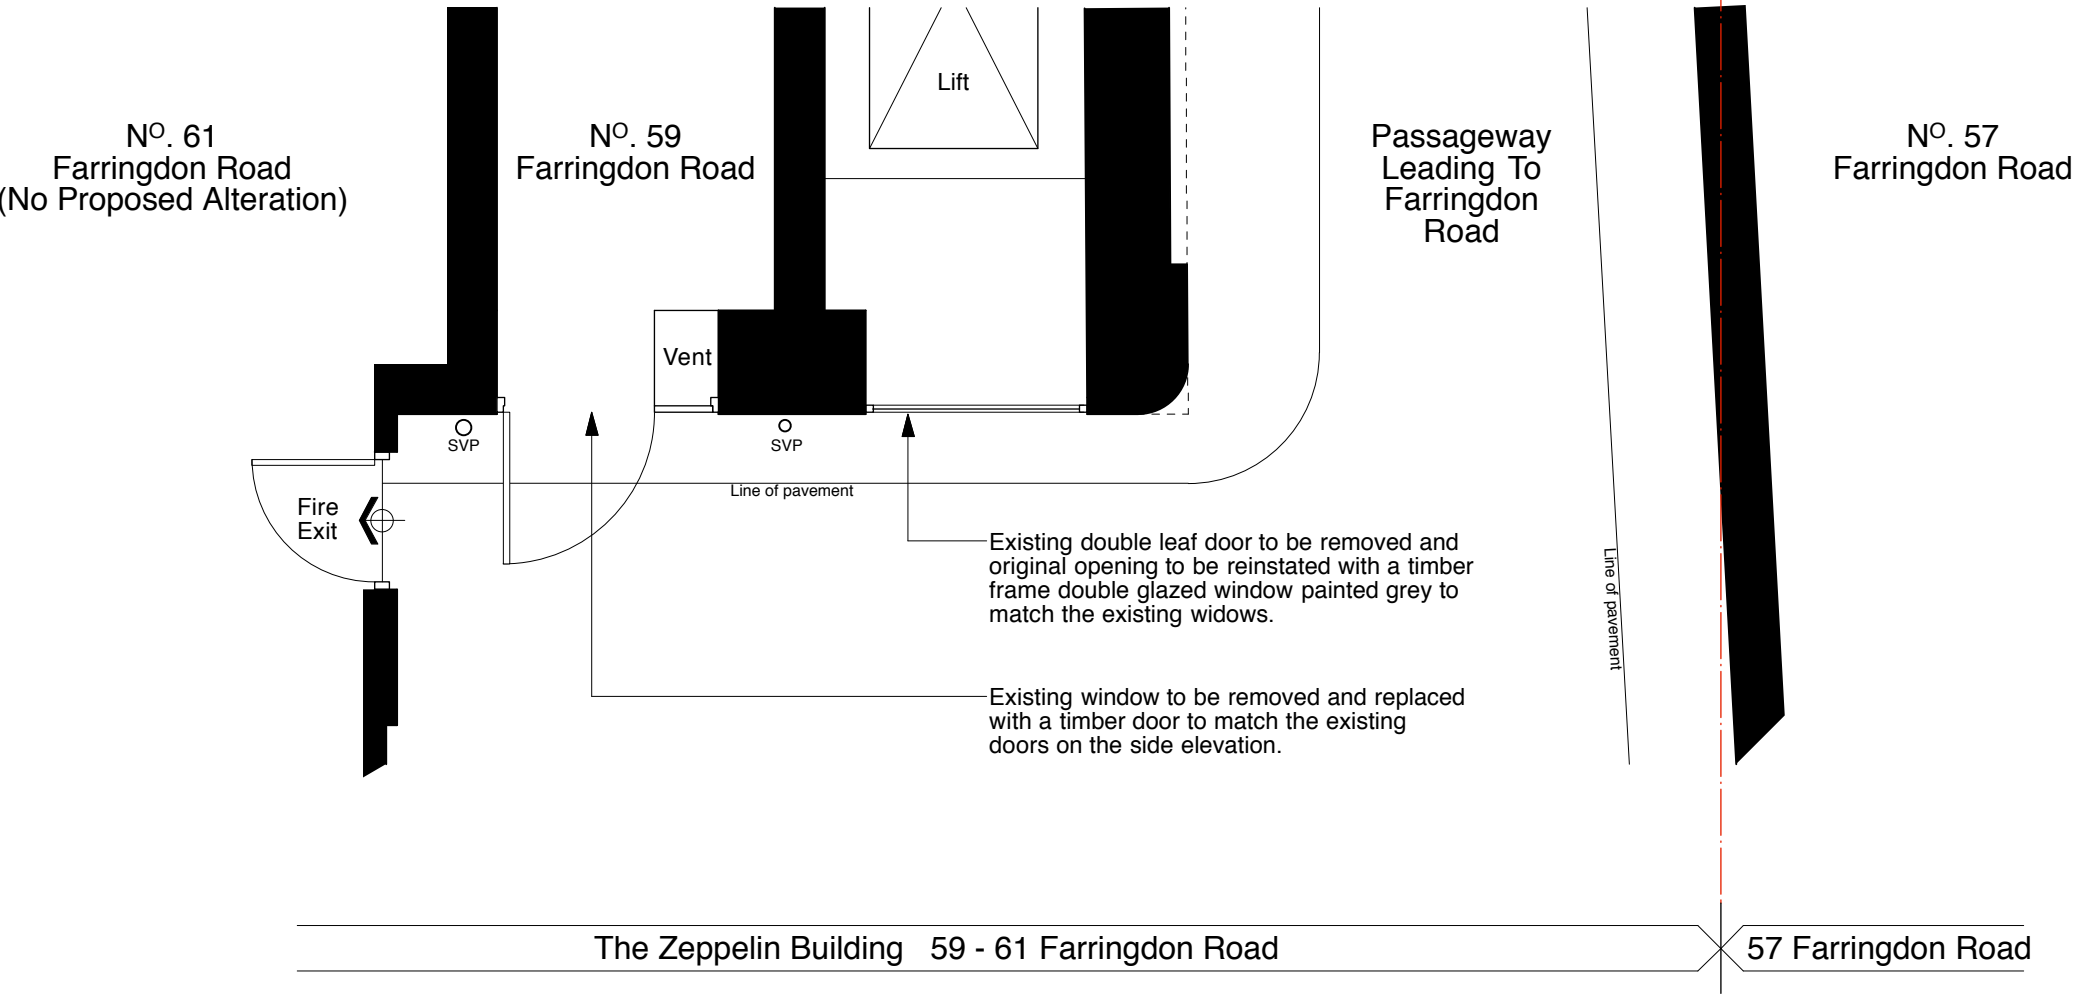 Lift
Nº. 61
Farringdon Road
(No Proposed Alteration)
Nº. 59
Farringdon Road
Passageway
Leading To
Farringdon
Road
Nº. 57
Farringdon Road
Vent
SVP
SVP
Line of pavement
Fire
Exit
Existing double leaf door to be removed and
original opening to be reinstated with a timber
frame double glazed window painted grey to
match the existing widows.
Line of pavement
Existing window to be removed and replaced
with a timber door to match the existing
doors on the side elevation.
The Zeppelin Building 59 - 61 Farringdon Road
57 Farringdon Road